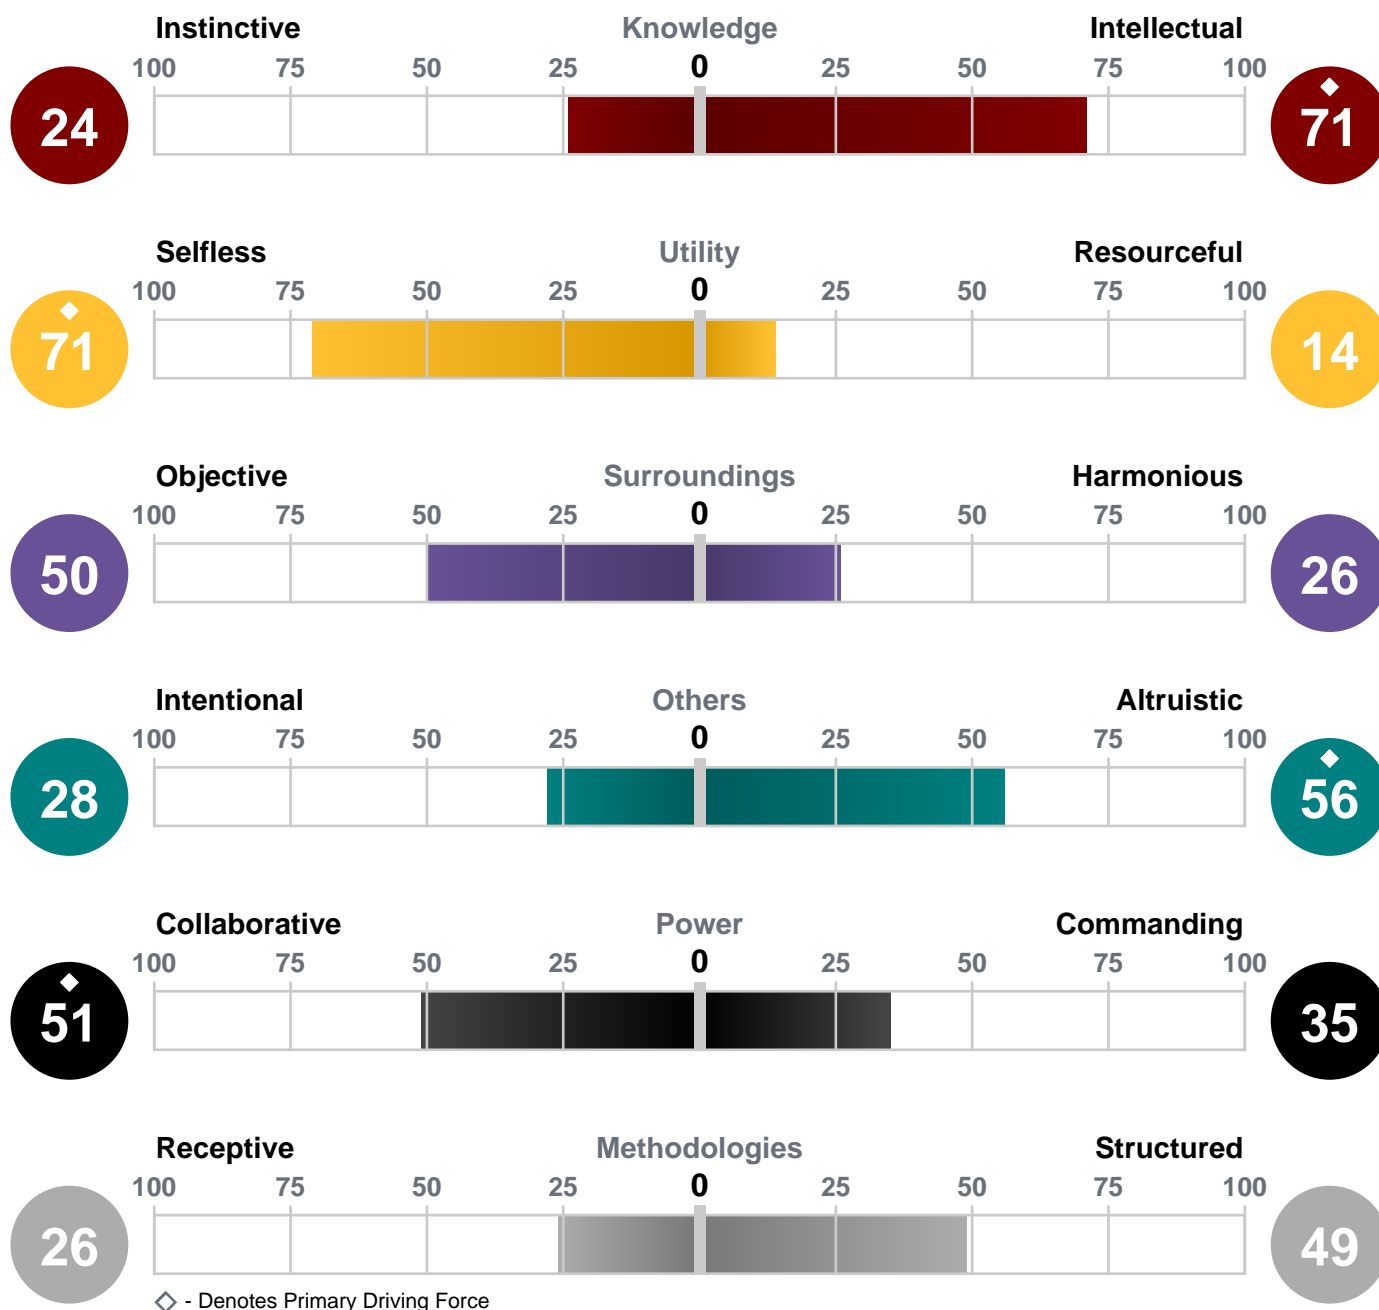 Instinctive Knowledge Intellectual
100 75 50 25 0 25 50 75 100
24 71
Selfless Utility Resourceful
100 75 50 25 0 25 50 75 100
71 14
Objective Surroundings Harmonious
100 75 50 25 0 25 50 75 100
50 26
Intentional Others Altruistic
100 75 50 25 0 25 50 75 100
28 56
Collaborative Power Commanding
100 75 50 25 0 25 50 75 100
51 35
Receptive Methodologies Structured
100 75 50 25 0 25 50 75 100
26 49
- Denotes Primary Driving Force